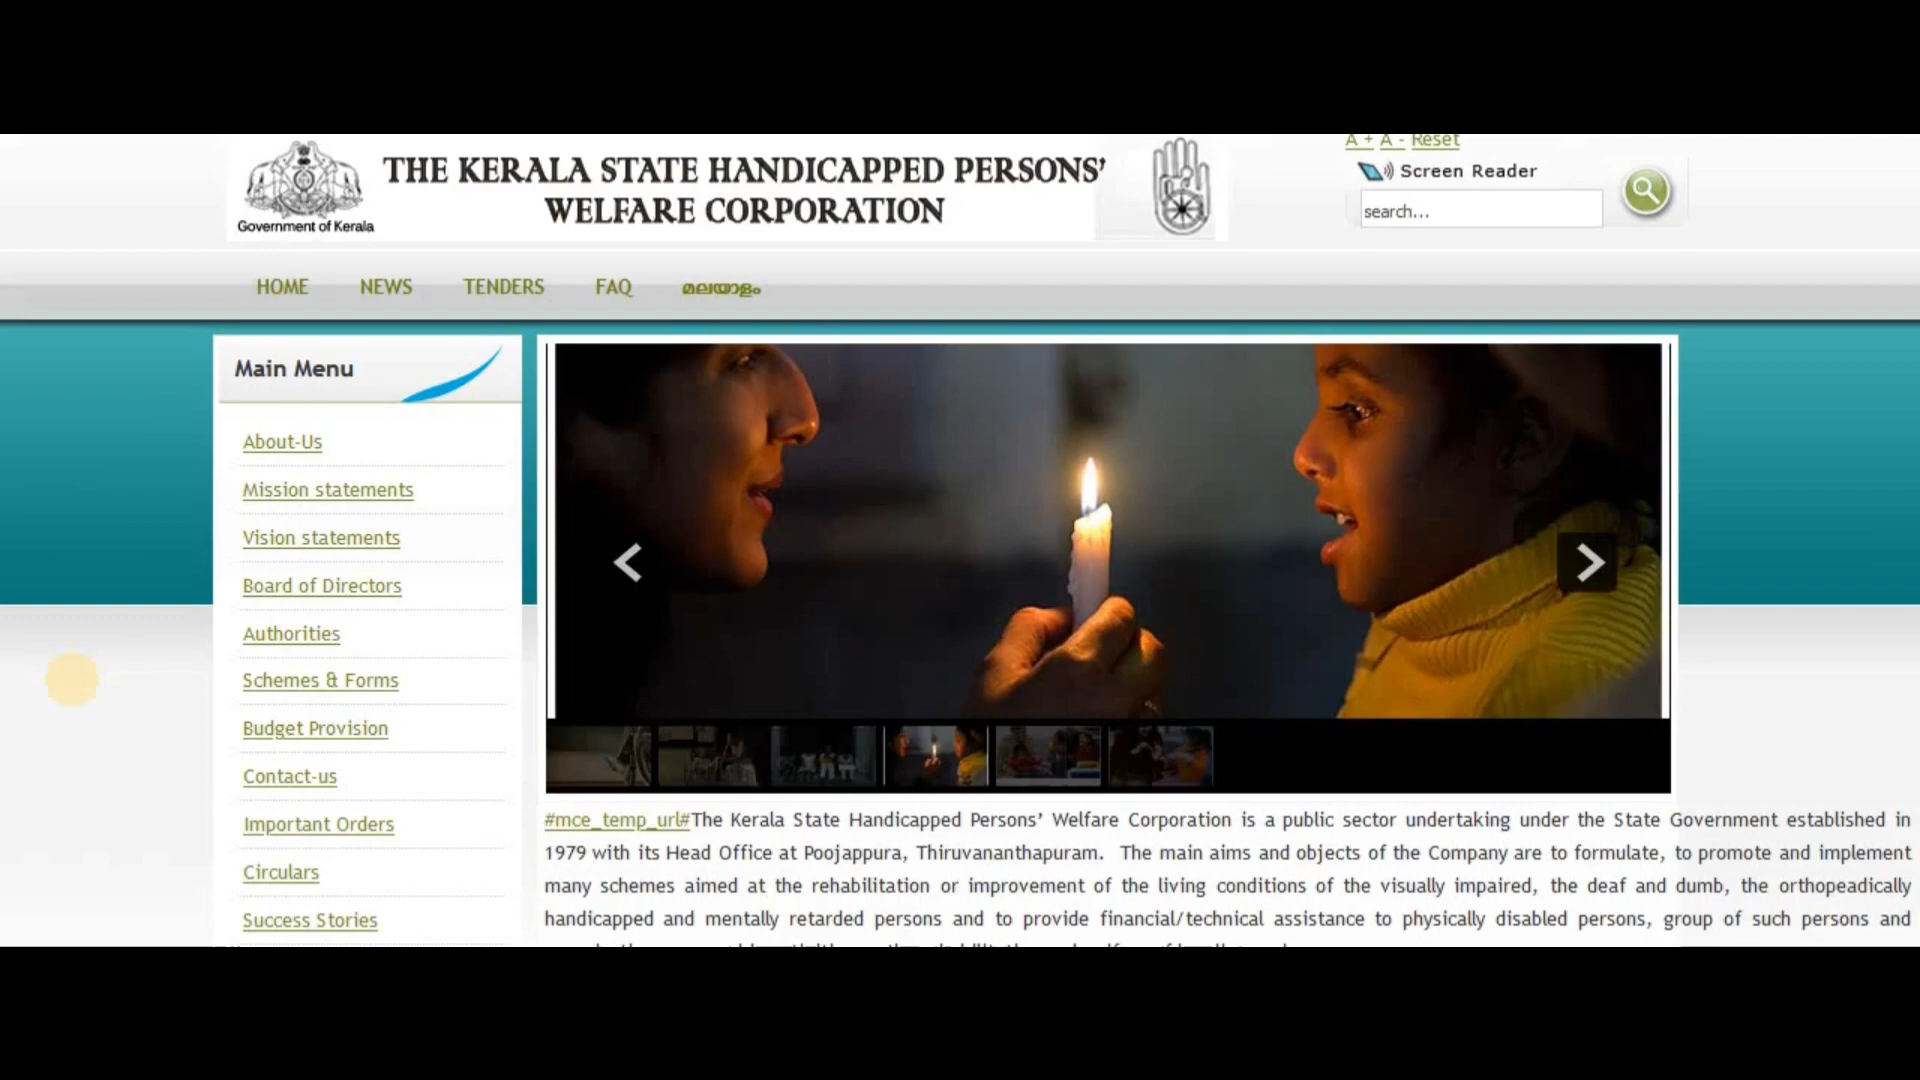 A + A - Reset
THE KERALA STATE HANDICAPPED PERSONS'
WELFARE CORPORATION
Government of Kerala
Screen Reader
search...
HOME NEWS TENDERS FAQ മലയാളം
Main Menu
About-Us
Mission statements
Vision statements
Board of Directors
Authorities
Schemes & Forms
Budget Provision
Contact-us
Important Orders
Circulars
Success Stories
#mce_temp_url#The Kerala State Handicapped Persons’ Welfare Corporation is a public sector undertaking under the State Government established in
1979 with its Head Office at Poojappura, Thiruvananthapuram. The main aims and objects of the Company are to formulate, to promote and implement
many schemes aimed at the rehabilitation or improvement of the living conditions of the visually impaired, the deaf and dumb, the orthopeadically
handicapped and mentally retarded persons and to provide financial/technical assistance to physically disabled persons, group of such persons and